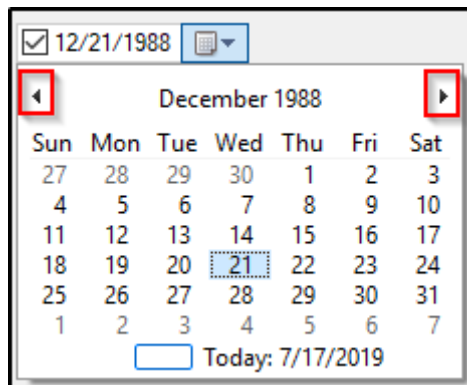 12/21/1988
December 1988
Sun Mon Tue Wed Thu Fri Sat
27 28 29 30 1 2 3
4 5 6 7 8 9 10
11 12 13 14 15 16 17
18 19 20 21 22 23 24
25 26 27 28 29 30 31
1 2 3 4 5 6 7
Today: 7/17/2019